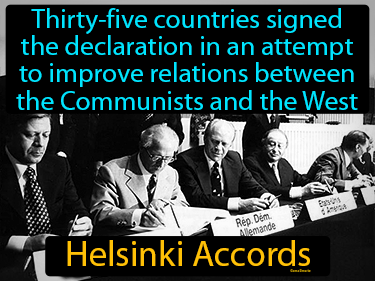 Thirty-five countries signed
the declaration in an attempt
to improve relations between
the Communists and the West
Rép. Dém.
Allemande
Etats-Unis
d'Amérique
Helsinki Accords